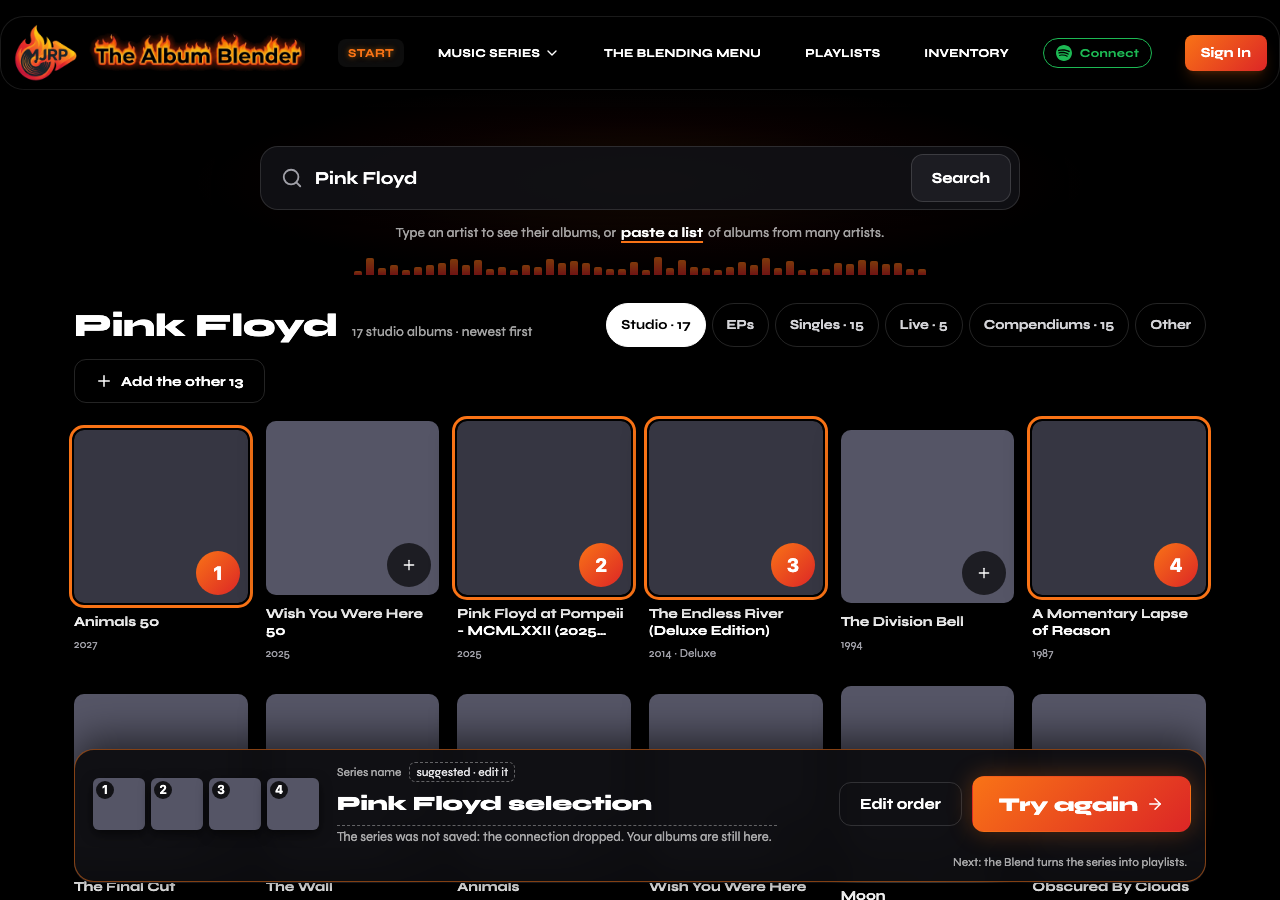 JRP
The Album Blender
START
MUSIC SERIES
THE BLENDING MENU
PLAYLISTS
INVENTORY
Connect
Sign In
Pink Floyd
Search
Type an artist to see their albums, or paste a list of albums from many artists.
Pink Floyd
17 studio albums · newest first
Studio · 17
EPs
Singles · 15
Live · 5
Compendiums · 15
Other
+ Add the other 13
1
+
2
3
+
4
Animals 50
2027
Wish You Were Here
50
2025
Pink Floyd at Pompeii
- MCMLXXII (2025...
2025
The Endless River
(Deluxe Edition)
2014 · Deluxe
The Division Bell
1994
A Momentary Lapse
of Reason
1987
1
2
3
4
Series name
suggested · edit it
Pink Floyd selection
The series was not saved: the connection dropped. Your albums are still here.
Edit order
Try again →
Next: the Blend turns the series into playlists.
The Final Cut
The Wall
Animals
Wish You Were Here
Moon
Obscured By Clouds